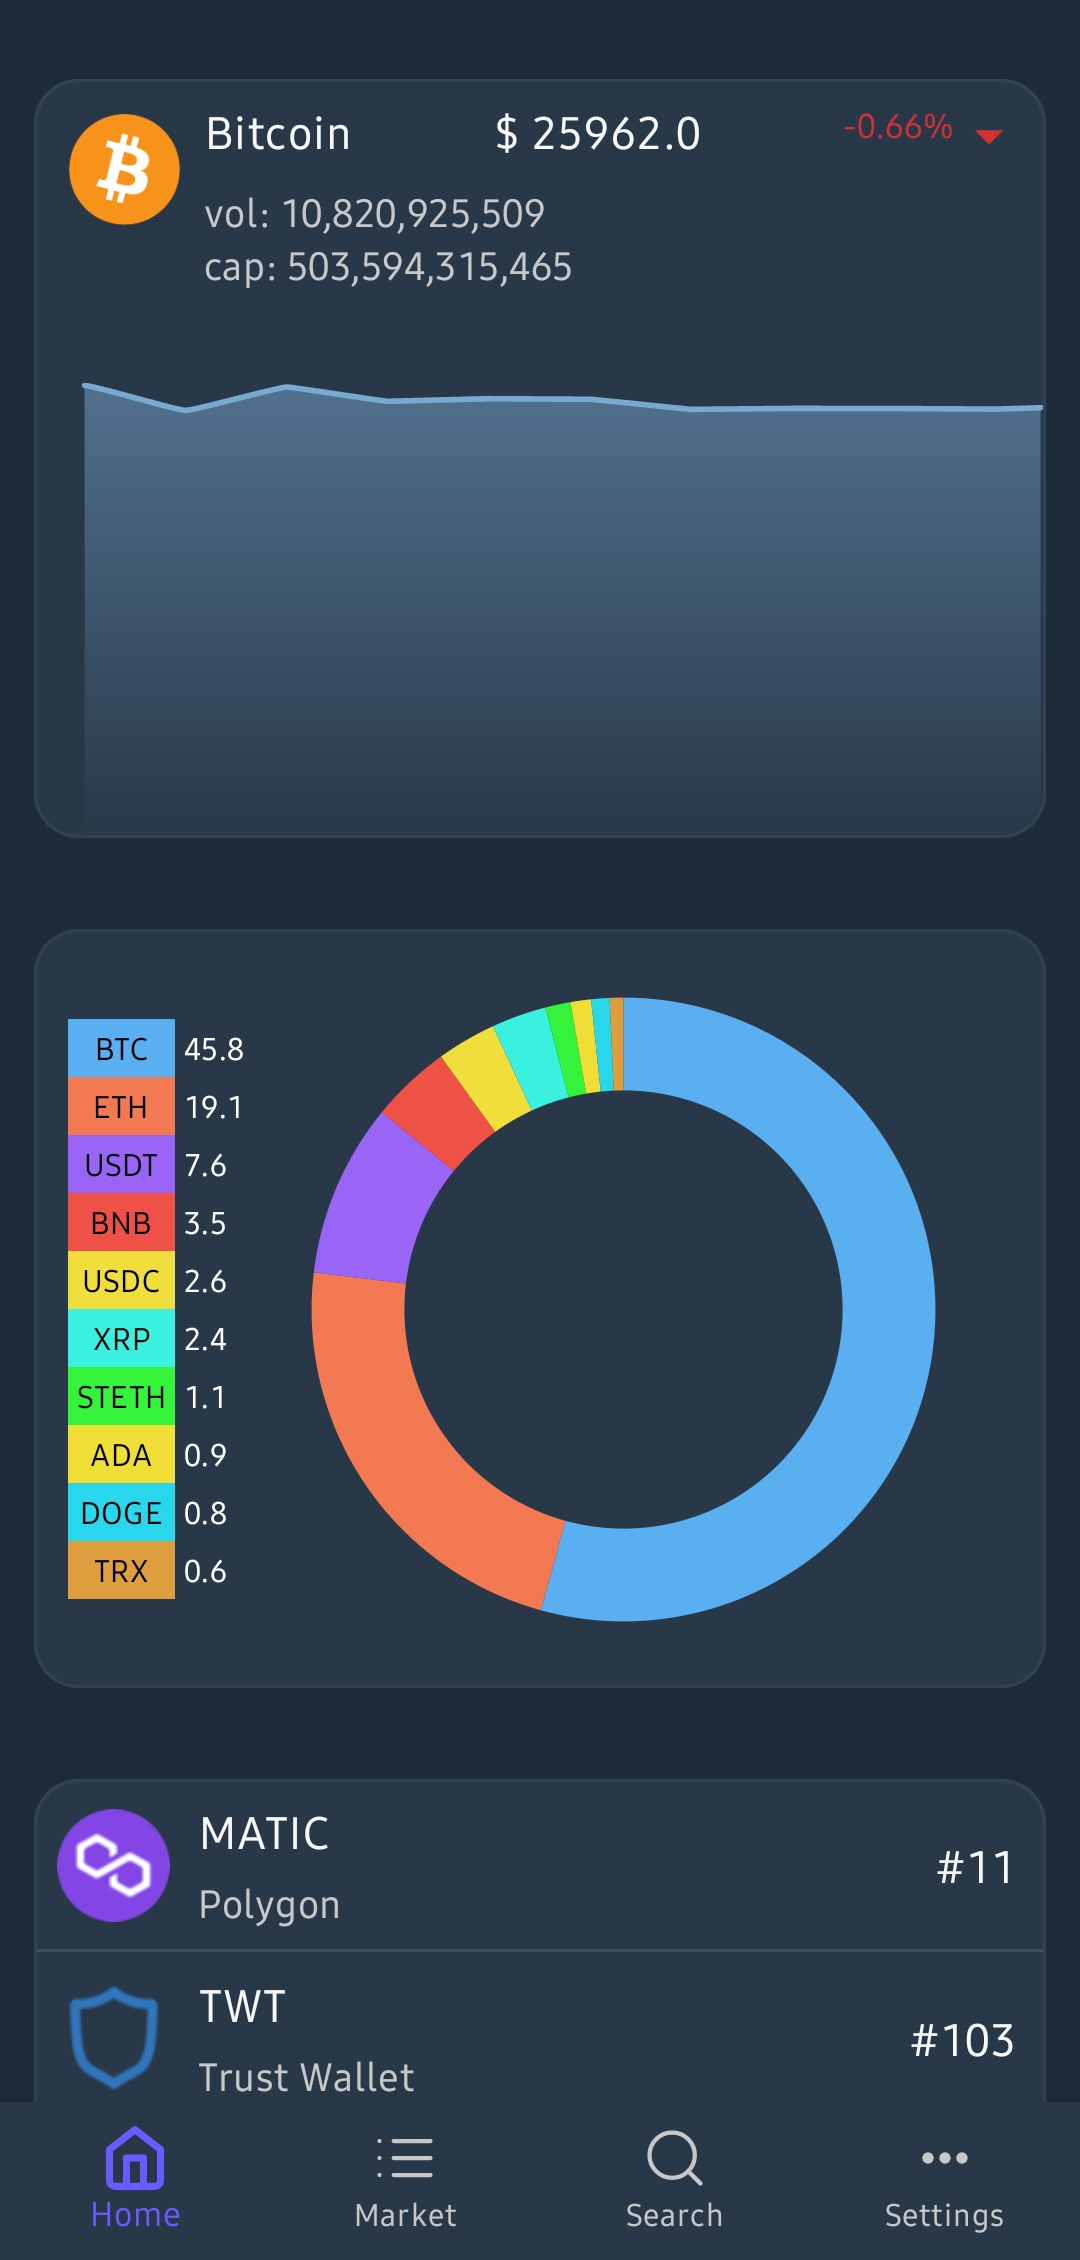 Bitcoin $ 25962.0 -0.66%
vol: 10,820,925,509
cap: 503,594,315,465
BTC 45.8
ETH 19.1
USDT 7.6
BNB 3.5
USDC 2.6
XRP 2.4
STETH 1.1
ADA 0.9
DOGE 0.8
TRX 0.6
MATIC
Polygon
#11
TWT
Trust Wallet
#103
Home Market Search Settings